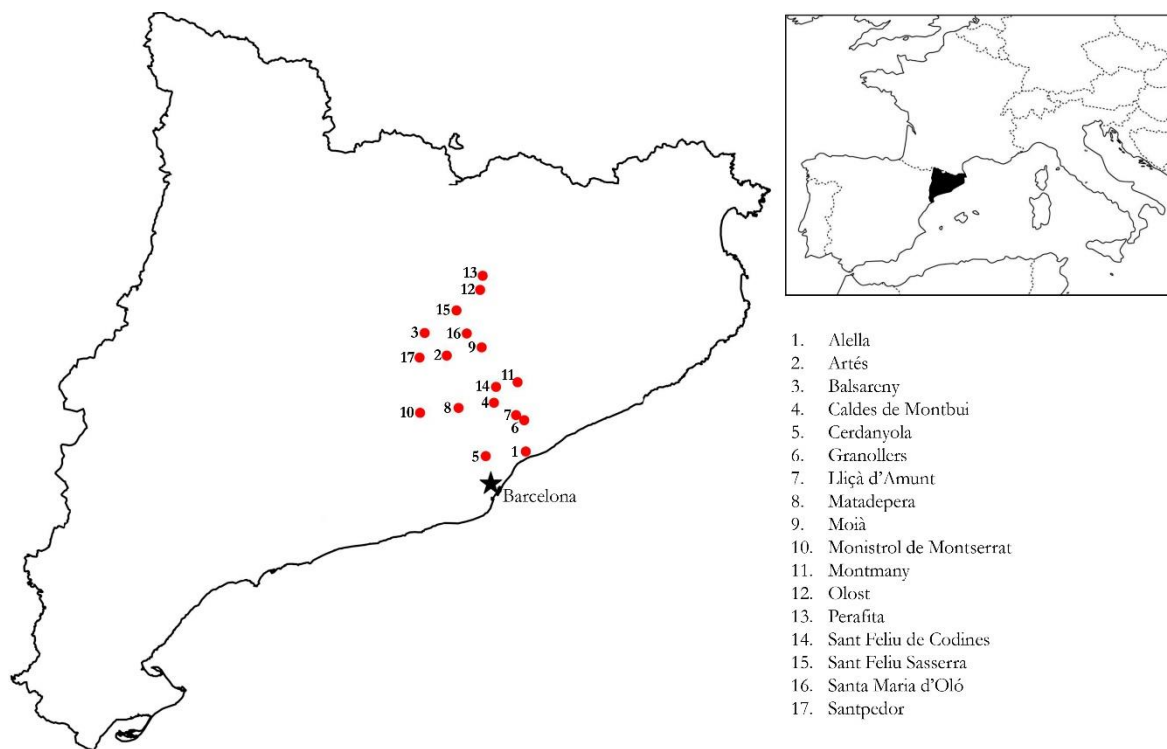 13
12
15
3
16
9
17
2
11
14
4
10
8
7
6
1
5
Barcelona
1. Alella
2. Artés
3. Balsareny
4. Caldes de Montbui
5. Cerdanyola
6. Granollers
7. Lliçà d’Amunt
8. Matadepera
9. Moià
10. Monistrol de Montserrat
11. Montmany
12. Olost
13. Perafita
14. Sant Feliu de Codines
15. Sant Feliu Sasserra
16. Santa Maria d’Oló
17. Santpedor